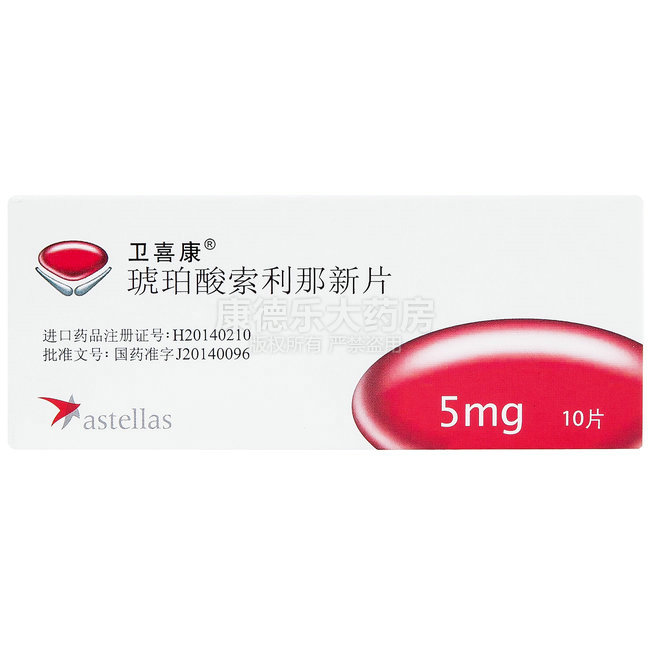 卫喜康®
琥珀酸索利那新片
康德乐大药房
进口药品注册证号:H20140210
版权所有 严禁盗用
批准文号:国药准字J20140096
astellas
5mg 10片